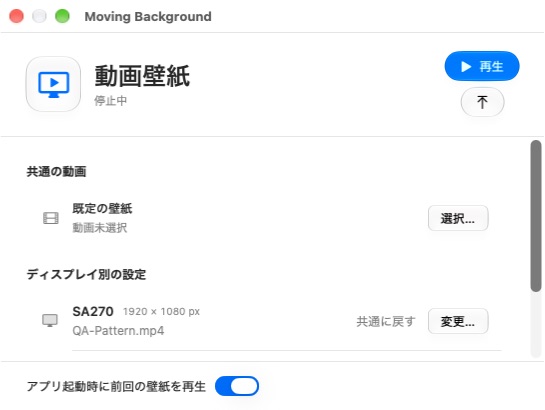 Moving Background
動画壁紙
停止中
再生
共通の動画
既定の壁紙
動画未選択
選択...
ディスプレイ別の設定
SA270 1920 × 1080 px
QA-Pattern.mp4
共通に戻す
変更...
アプリ起動時に前回の壁紙を再生